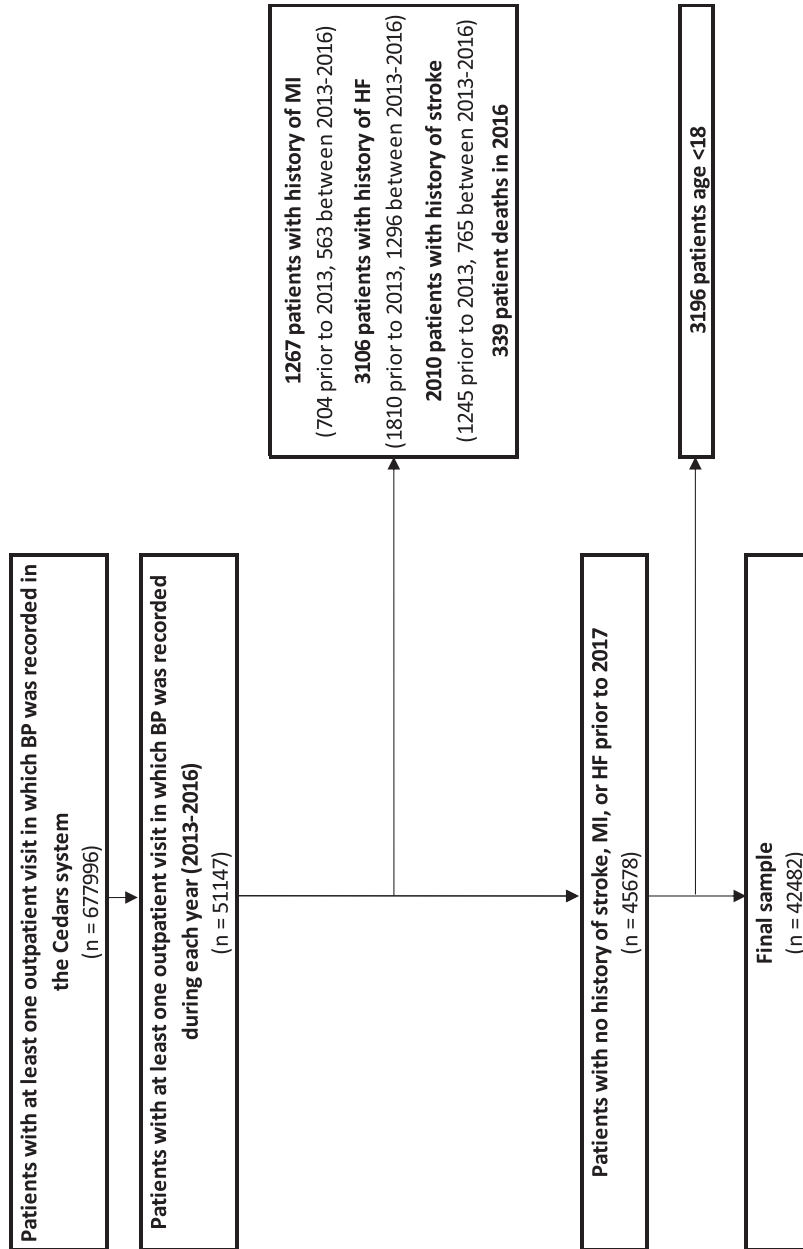 Patients with at least one outpatient visit in which BP was recorded in
the Cedars system
(n = 677996)
Patients with at least one outpatient visit in which BP was recorded
during each year (2013-2016)
(n = 51147)
1267 patients with history of MI
(704 prior to 2013, 563 between 2013-2016)
3106 patients with history of HF
(1810 prior to 2013, 1296 between 2013-2016)
2010 patients with history of stroke
(1245 prior to 2013, 765 between 2013-2016)
339 patient deaths in 2016
Patients with no history of stroke, MI, or HF prior to 2017
(n = 45678)
3196 patients age <18
Final sample
(n = 42482)